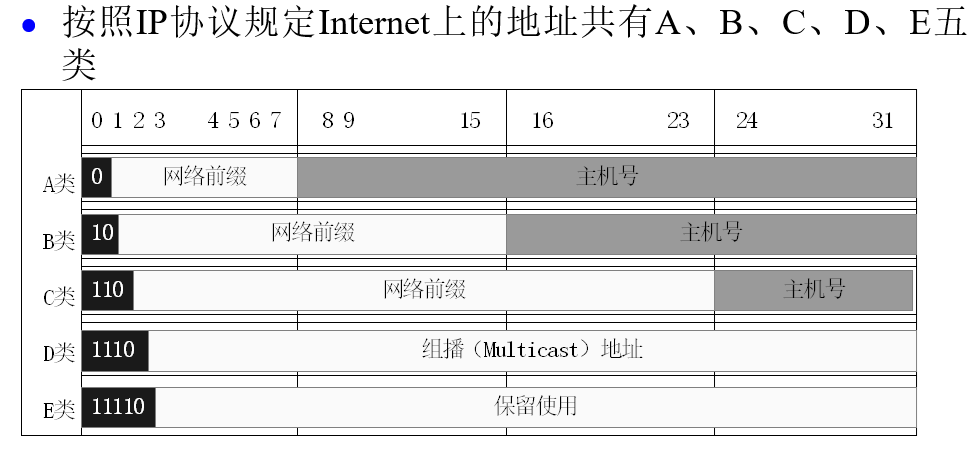 按照IP协议规定Internet上的地址共有A、B、C、D、E五
类
0 1 2 3 4 5 6 7 8 9 15 16 23 24 31
A类 0 网络前缀 主机号
B类 10 网络前缀 主机号
C类 110 网络前缀 主机号
D类 1110 组播（Multicast）地址
E类 11110 保留使用